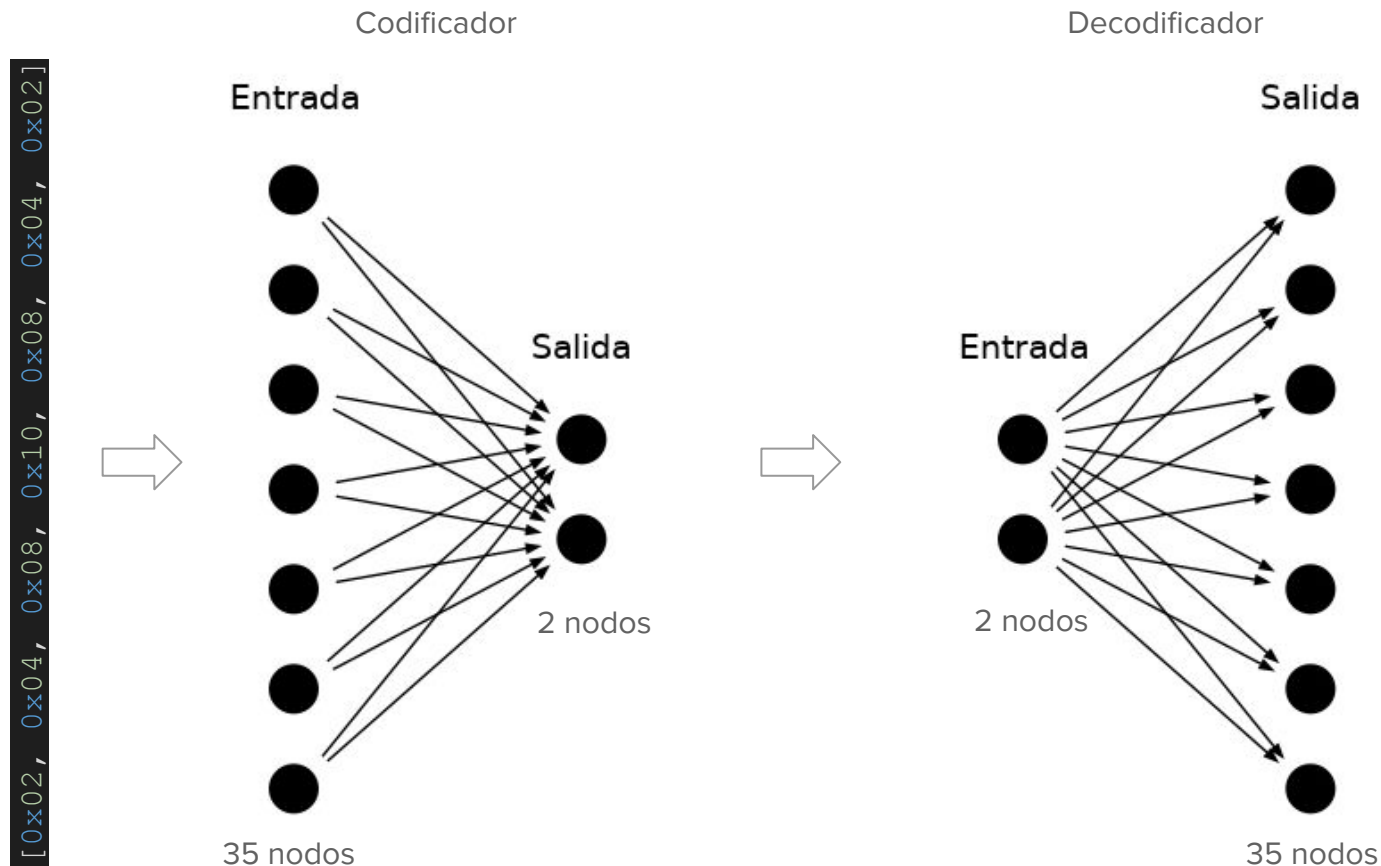 Codificador
Decodificador
[0x02, 0x04, 0x08, 0x10, 0x08, 0x04, 0x02]
Entrada
Salida
Salida
Entrada
2 nodos
2 nodos
35 nodos
35 nodos